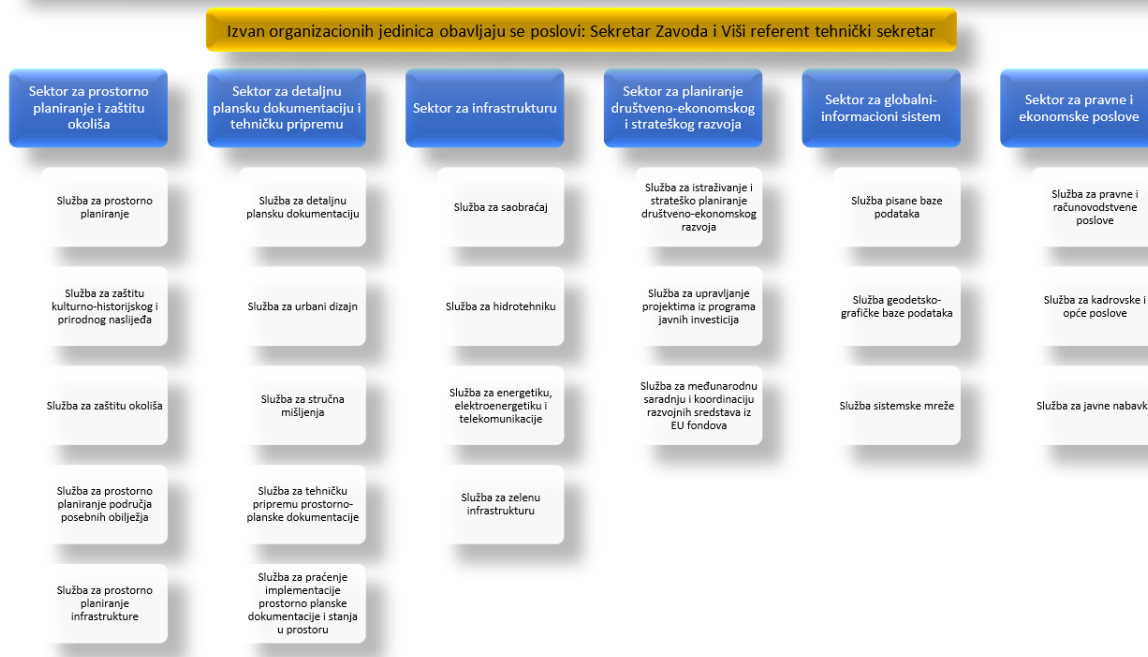 Izvan organizacionih jedinica obavljaju se poslovi: Sekretar Zavoda i Viši referent tehnički sekretar
Sektor za prostorno
planiranje i zaštitu
okoliša
Služba za prostorno
planiranje
Služba za zaštitu
kulturno-historijskog i
prirodnog naslijeđa
Služba za zaštitu okoliša
Služba za prostorno
planiranje područja
posebnih obilježja
Služba za prostorno
planiranje
infrastrukture
Sektor za detaljnu
plansku dokumentaciju i
tehničku pripremu
Služba za detaljnu
plansku dokumentaciju
Služba za urbani dizajn
Služba za stručna
mišljenja
Služba za tehničku
pripremu prostorno-
planske dokumentacije
Služba za praćenje
implementacije
prostorno planske
dokumentacije i stanja
u prostoru
Sektor za infrastrukturu
Služba za saobraćaj
Služba za hidrotehniku
Služba za energetiku,
elektroenergetiku i
telekomunikacije
Služba za zelenu
infrastrukturu
Sektor za planiranje
društveno-ekonomskog
i strateškog razvoja
Služba za istraživanje i
strateško planiranje
društveno-ekonomskog
razvoja
Služba za upravljanje
projektima iz programa
javnih investicija
Služba za međunarodnu
saradnju i koordinaciju
razvojnih sredstava iz
EU fondova
Sektor za globalni-
informacioni sistem
Služba pisane baze
podataka
Služba geodetsko-
grafičke baze podataka
Služba sistemske mreže
Sektor za pravne i
ekonomske poslove
Služba za pravne i
računovodstvene
poslove
Služba za kadrovske i
opće poslove
Služba za javne nabavk